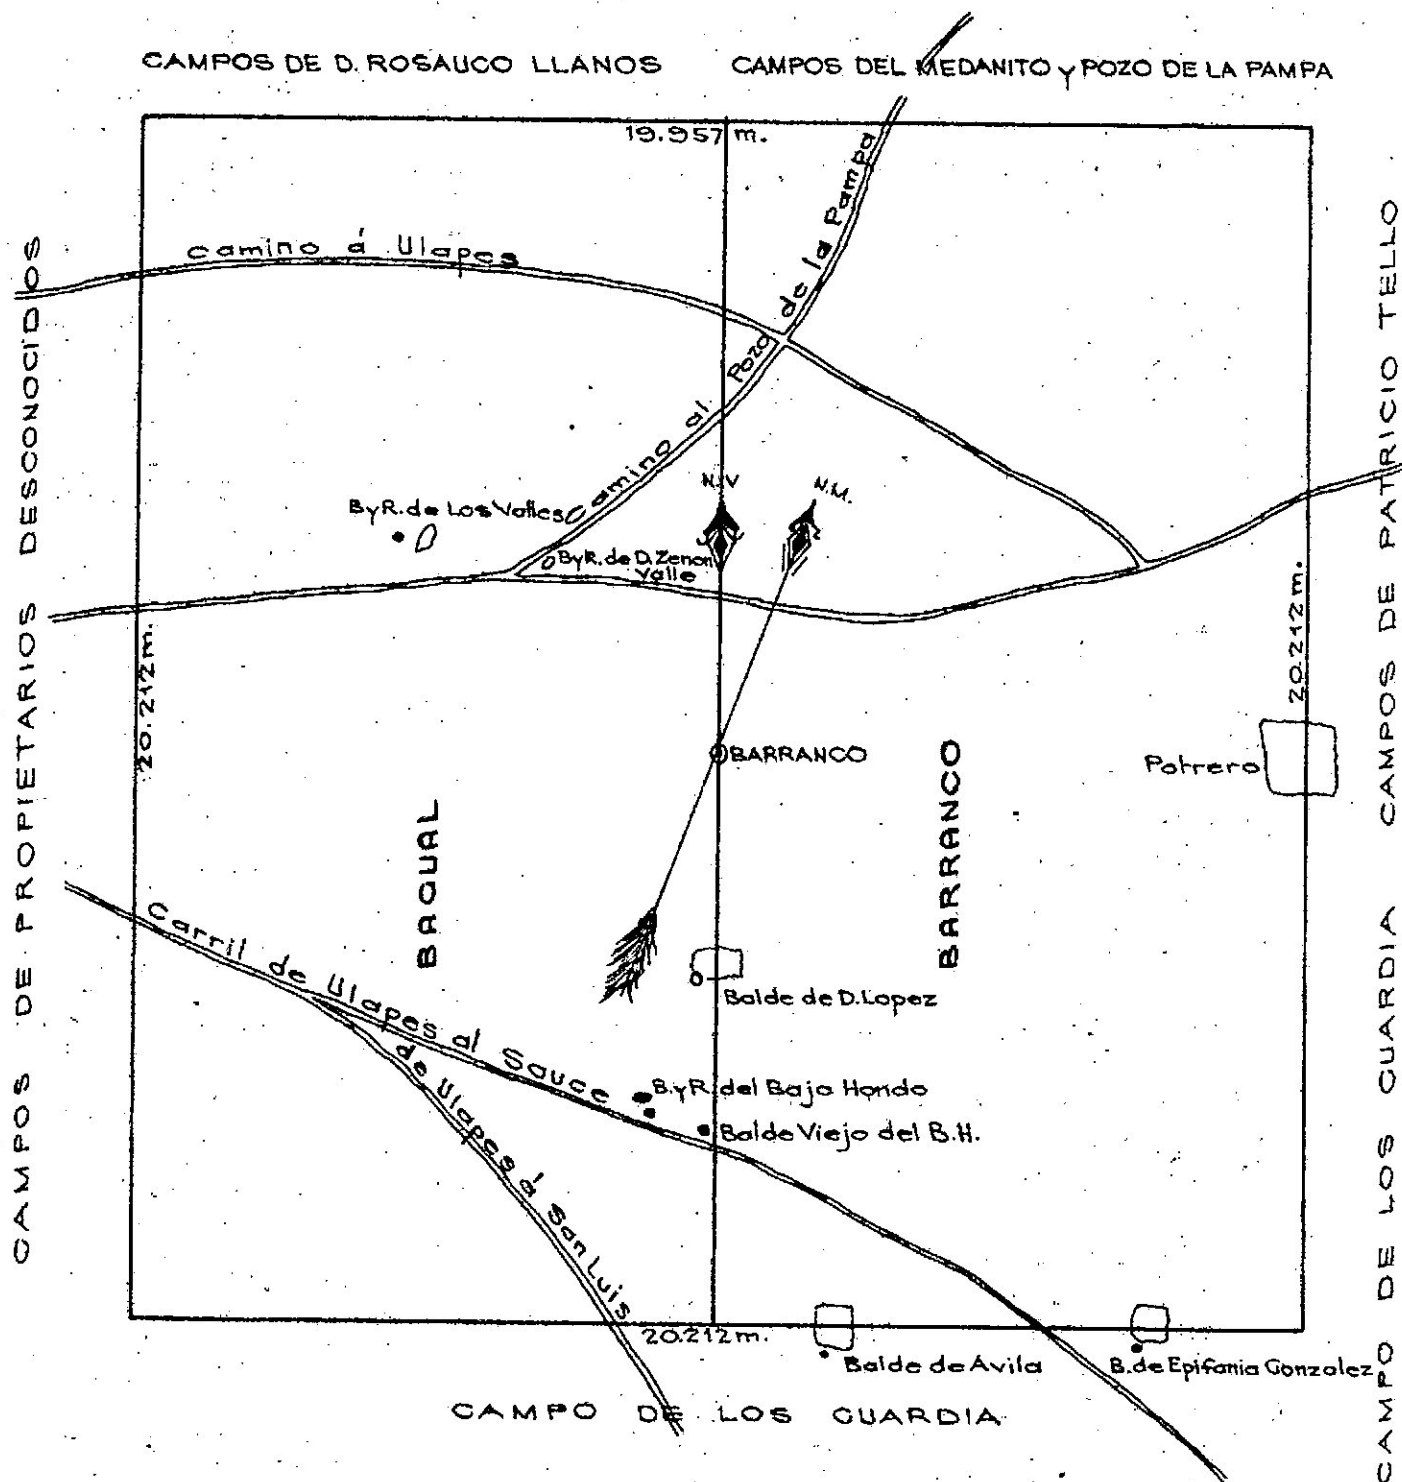 CAMPOS DE D. ROSAUCO LLANOS
CAMPOS DEL MEDANITO y POZO DE LA PAMPA
19.957 m.
Camino á Ulapes
Camino al Pozo de la Pampa
CAMPOS DE PROPIETARIOS DESCONOCIDOS
CAMPOS DE PATRICIO TELLO
N.V
N.M.
ByR. de Los Valles
ByR. de D. Zenon
Valle
20.212 m.
20.212 m.
BARRANCO
Potrero
BAGUAL
BARRANCO
Carril de Ulapes al Sauce
de Ulapes á San Luis
Balde de D. Lopez
B.yR. del Bajo Hondo
Balde Viejo del B.H.
20.212 m.
Balde de Avila
B. de Epifania Gonzalez
CAMPO DE LOS GUARDIA
CAMPO DE LOS GUARDIA